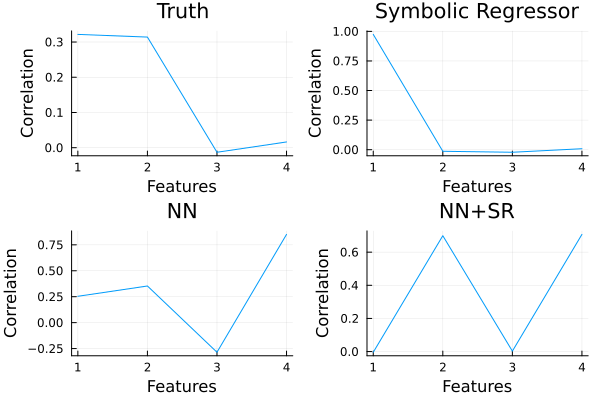 Truth
Correlation
0.3
0.2
0.1
0.0
1 2 3 4
Features
Symbolic Regressor
Correlation
1.00
0.75
0.50
0.25
0.00
1 2 3 4
Features
NN
Correlation
0.75
0.50
0.25
0.00
−0.25
1 2 3 4
Features
NN+SR
Correlation
0.6
0.4
0.2
0.0
1 2 3 4
Features